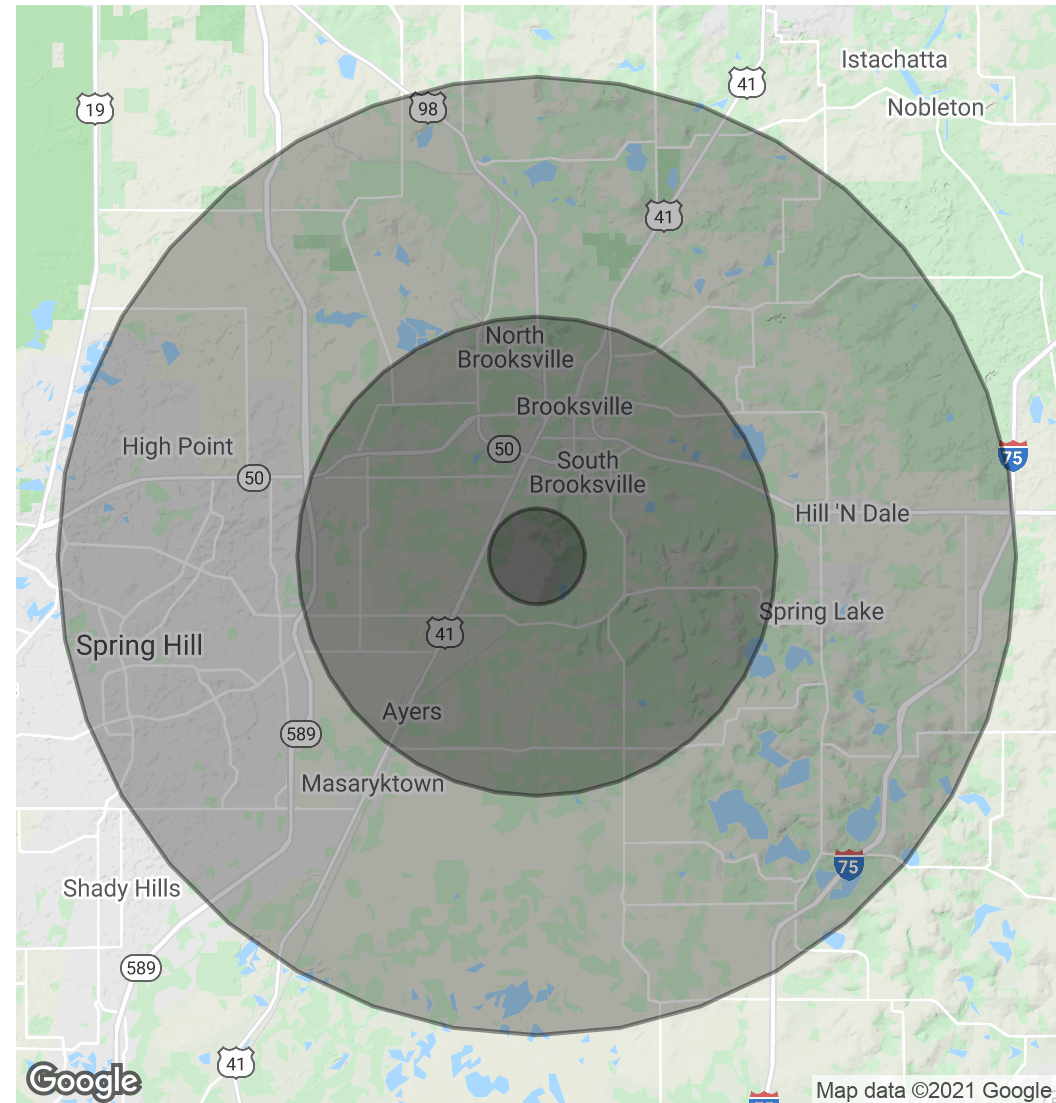 Istachatta
41
19
98
Nobleton
41
North
Brooksville
Brooksville
High Point
50
75
South
Brooksville
50
Hill 'N Dale
Spring Lake
41
Spring Hill
Ayers
589
Masaryktown
75
Shady Hills
589
41
Google
Map data ©2021 Google